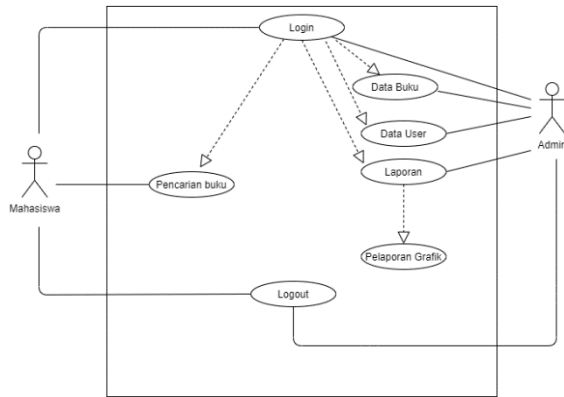 Login
Data Buku
Data User
Admin
Laporan
Pencarian buku
Mahasiswa
Pelaporan Grafik
Logout